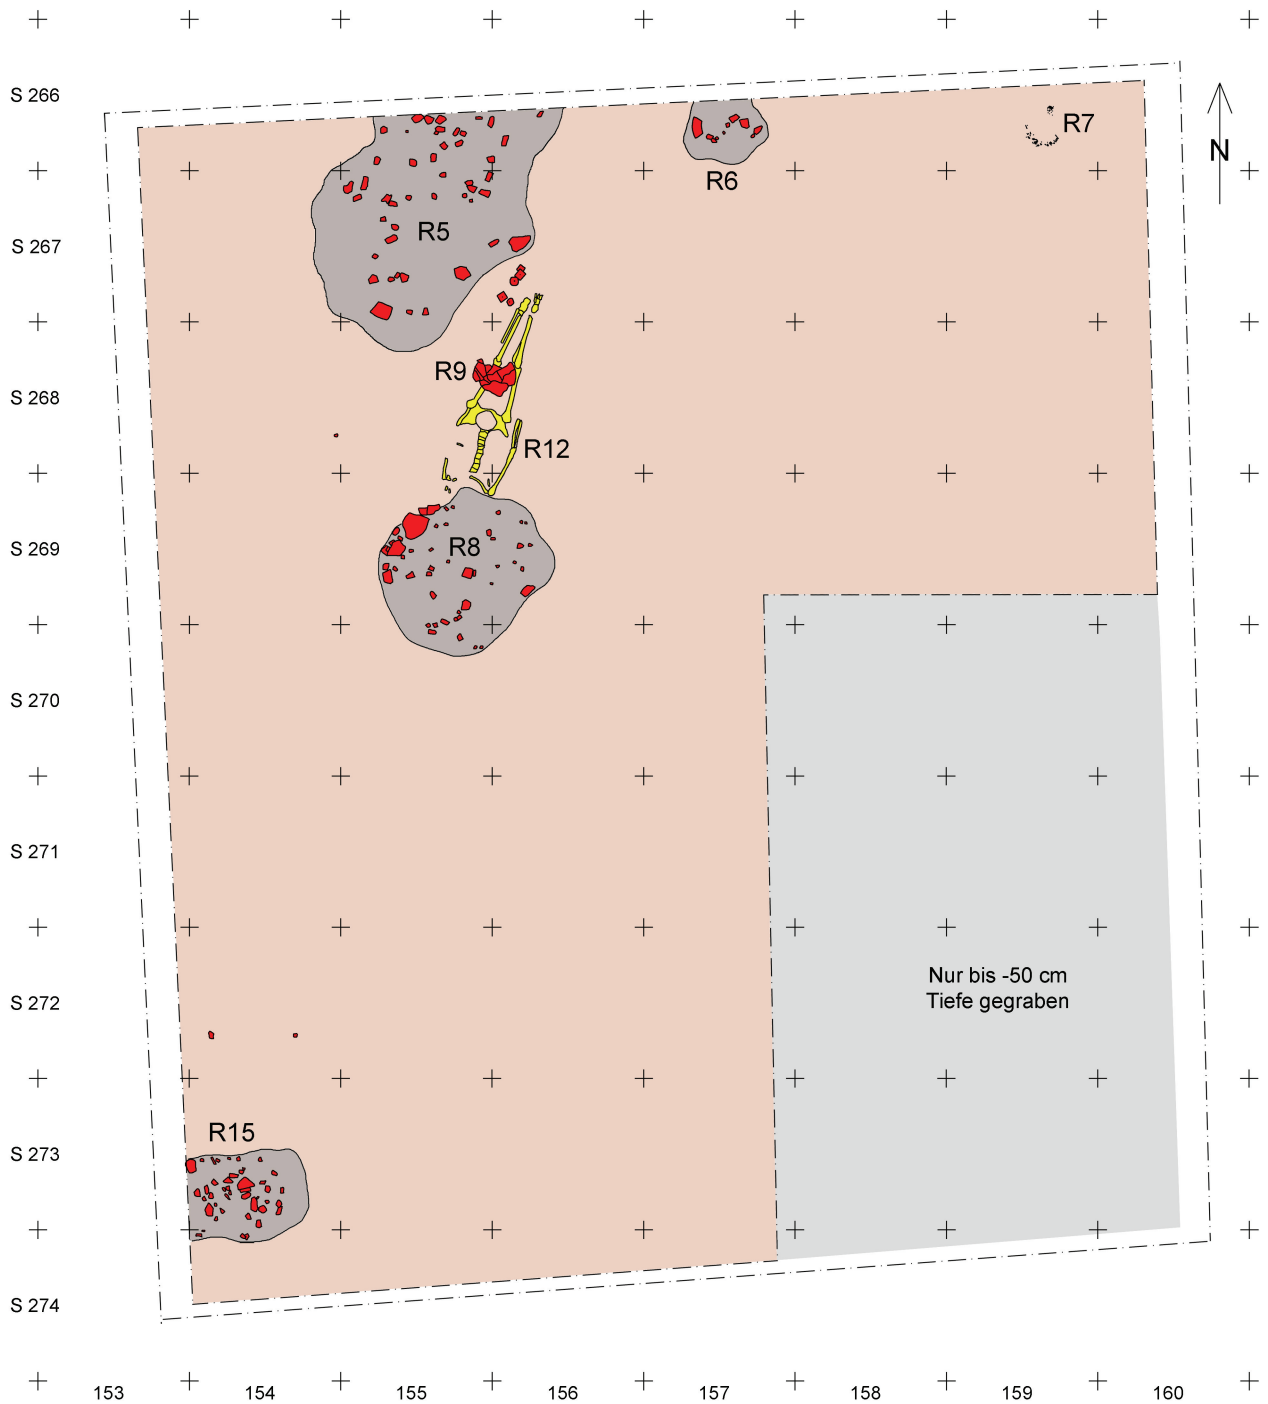 S 266
R7
N
R6
R5
S 267
R9
S 268
R12
R8
S 269
S 270
S 271
Nur bis -50 cm
Tiefe gegraben
S 272
R15
S 273
S 274
153 154 155 156 157 158 159 160